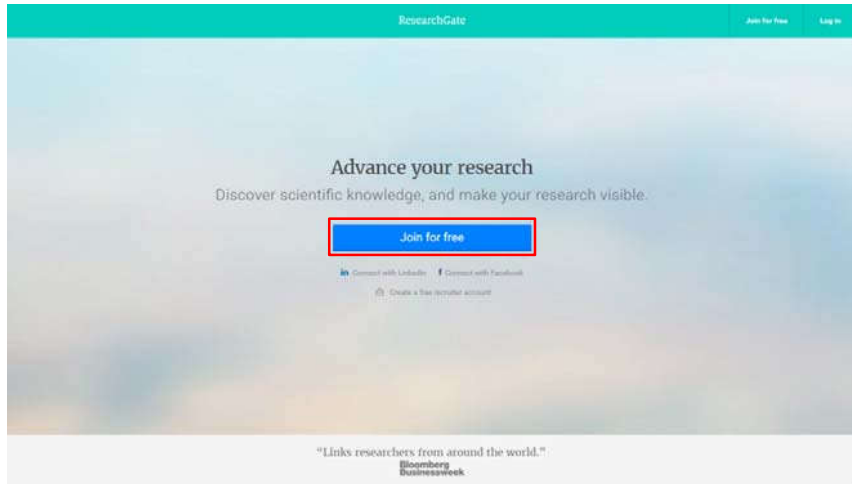 ResearchGate
Join for free
Log in
Advance your research
Discover scientific knowledge, and make your research visible.
Join for free
in Connect with LinkedIn f Connect with Facebook
Create a free recruiter account
“Links researchers from around the world.”
Bloomberg
Businessweek